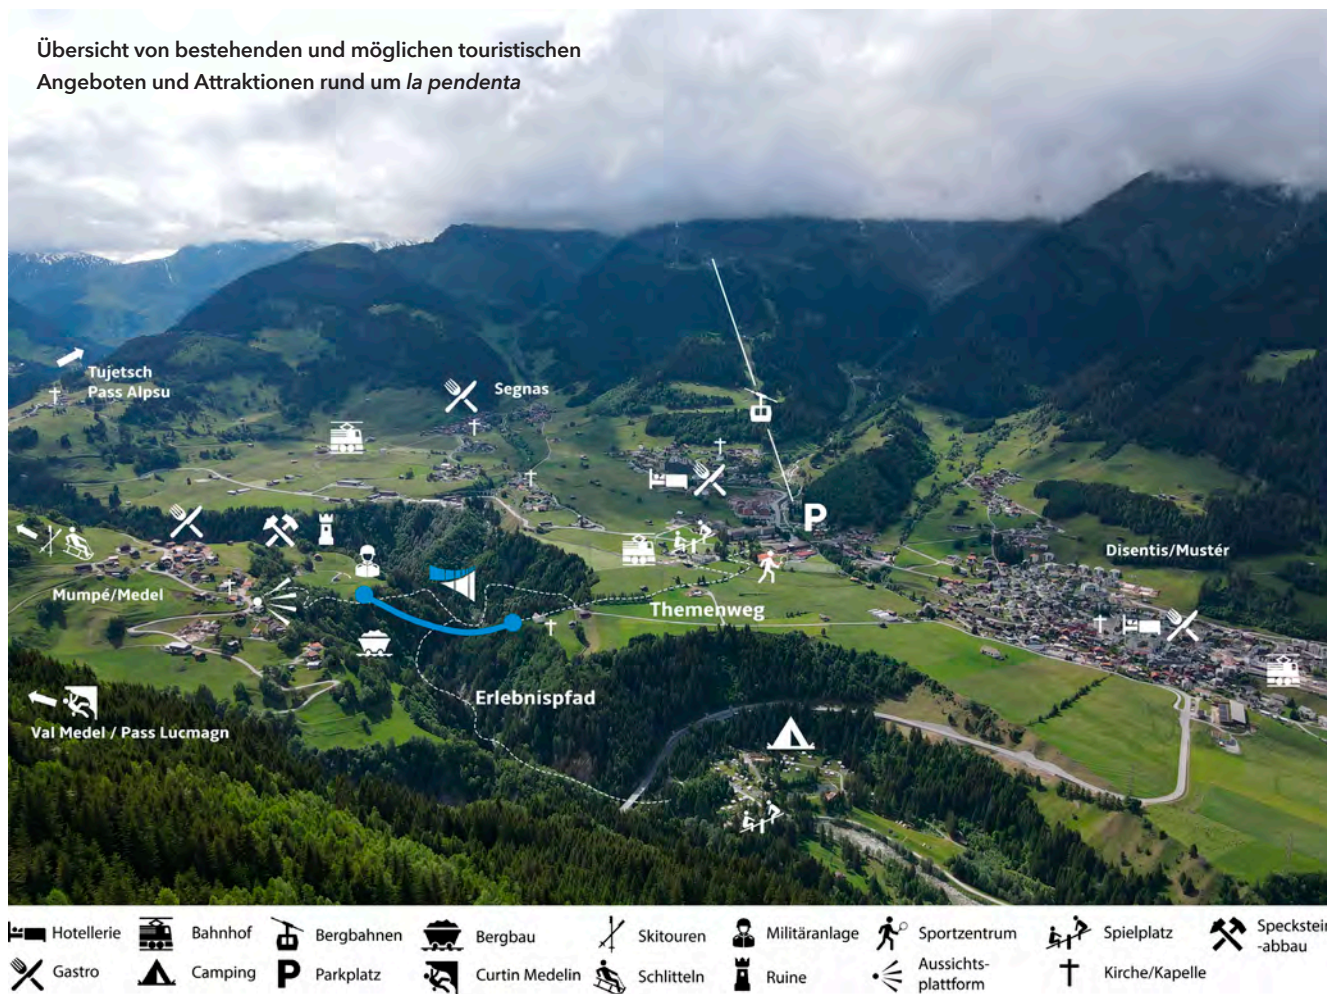 Übersicht von bestehenden und möglichen touristischen
Angeboten und Attraktionen rund um la pendenta
Tujetsch
Pass Alpsu
Segnas
P
Disentis/Mustér
Mumpé/Medel
Themenweg
Erlebnispfad
Val Medel / Pass Lucmagn
Hotellerie
Bahnhof
Bergbahnen
Bergbau
Skitouren
Militäranlage
Sportzentrum
Spielplatz
Speckstein
-abbau
Gastro
Camping
P Parkplatz
Curtin Medelin
Schlitteln
Ruine
Aussichts-
plattform
Kirche/Kapelle